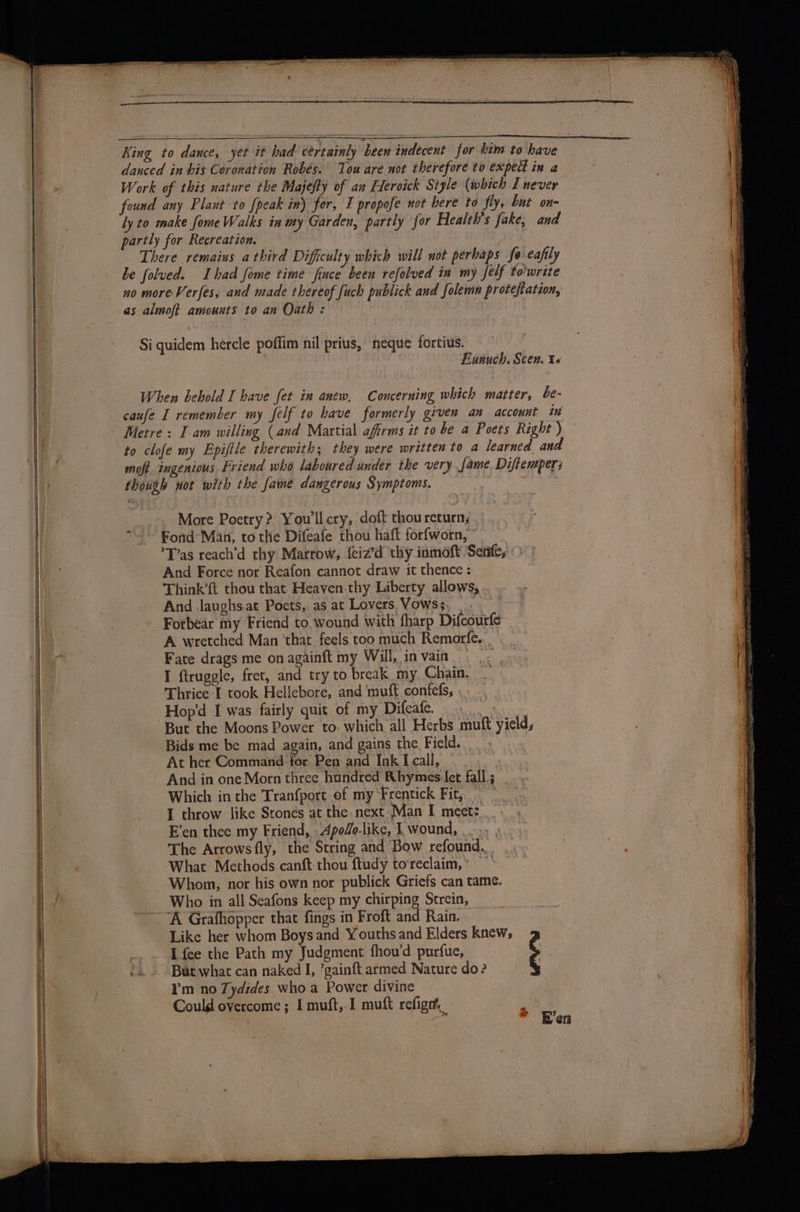 King to dance, yet it had certainly been indecent for him to have
danced in his Coronation Robes. You are not therefore to expect in a
Work of this nature the Majeſty of an Heroick Style (which I never
found any Plant to ſpeak in) for, I propoſe not here to fly, but on-
ly to make ſome Walks in my Garden, partly for Health's ſake, and
partly for Recreation.
There remains a third Difficulty which will not perhaps ſo eaſily
be ſolved. I had ſome time ſince been reſolved in my ſelf to write
no more Verſes, and made thereof ſuch publick and ſolemn proteſtation,
as almoſt amounts to an Oath:
Si quidem hercle poſſim nil prius, neque fortius.
Eunuch. Scen. 1.
When behold I have ſet in anew. Concerning which matter, be-
cauſe I remember my ſelf to have formerly given an account in
Metre: I am willing (and Martial affirms it to be a Poets Right)
to cloſe my Epiſtle therewith; they were written to a learned and
moſt ingenious Friend who laboured under the very ſame Diſtemper,
though not with the ſame dangerous Symptoms.
More Poetry? You'll cry, doſt thou return,
Fond Man, to the Diſeaſe thou haſt forſworn,
'T'as reach'd thy Marrow, ſeiz'd thy inmoſt Senſe,
And Force nor Reaſon cannot draw it thence:
Think'ſt thou that Heaven thy Liberty allows,
And laughs at Poets, as at Lovers Vows;
Forbear my Friend to wound with ſharp Diſcourſe
A wretched Man that feels too much Remorſe.
Fate drags me on againſt my Will, in vain
I ſtruggle, fret, and try to break my Chain.
Thrice I took Hellebore, and muſt confeſs,
Hop'd I was fairly quit of my Diſeaſe.
But the Moons Power to which all Herbs muſt yield,
Bids me be mad again, and gains the Field.
At her Command for Pen and Ink I call,
And in one Morn three hundred Rhymes let fall;
Which in the Tranſport of my Frentick Fit,
I throw like Stones at the next Man I meet:
E'en thee my Friend, Apollo-like, I wound,
The Arrows fly, the String and Bow reſound.
What Methods canſt thou ſtudy to reclaim,
Whom, nor his own nor publick Griefs can tame.
Who in all Seaſons keep my chirping Strein,
A Graſhopper that ſings in Froſt and Rain.
Like her whom Boys and Youths and Elders knew,
I ſee the Path my Judgment ſhou'd purſue,
But what can naked I, 'gainſt armed Nature do?
I'm no Tydides who a Power divine
Could overcome; I muſt, I muſt reſign.
E'en